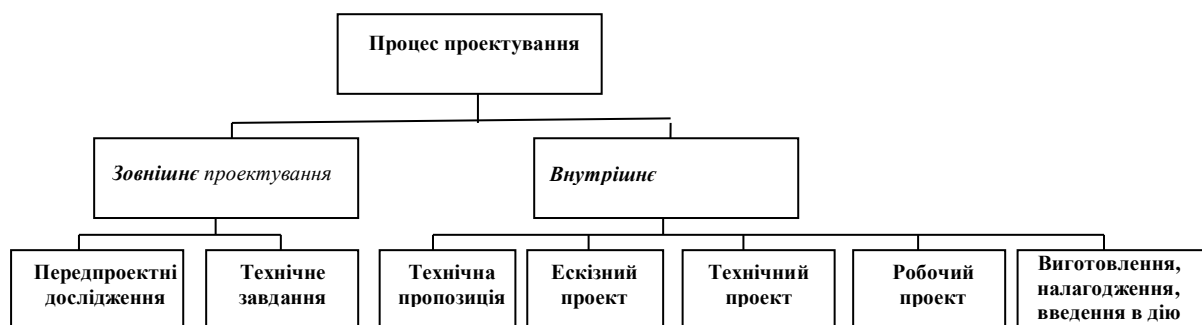 Процес проектування
Зовнішнє проектування
Внутрішнє
Передпроектні
дослідження
Технічне
завдання
Технічна
пропозиція
Ескізний
проект
Технічний
проект
Робочий
проект
Виготовлення,
налагодження,
введення в дію